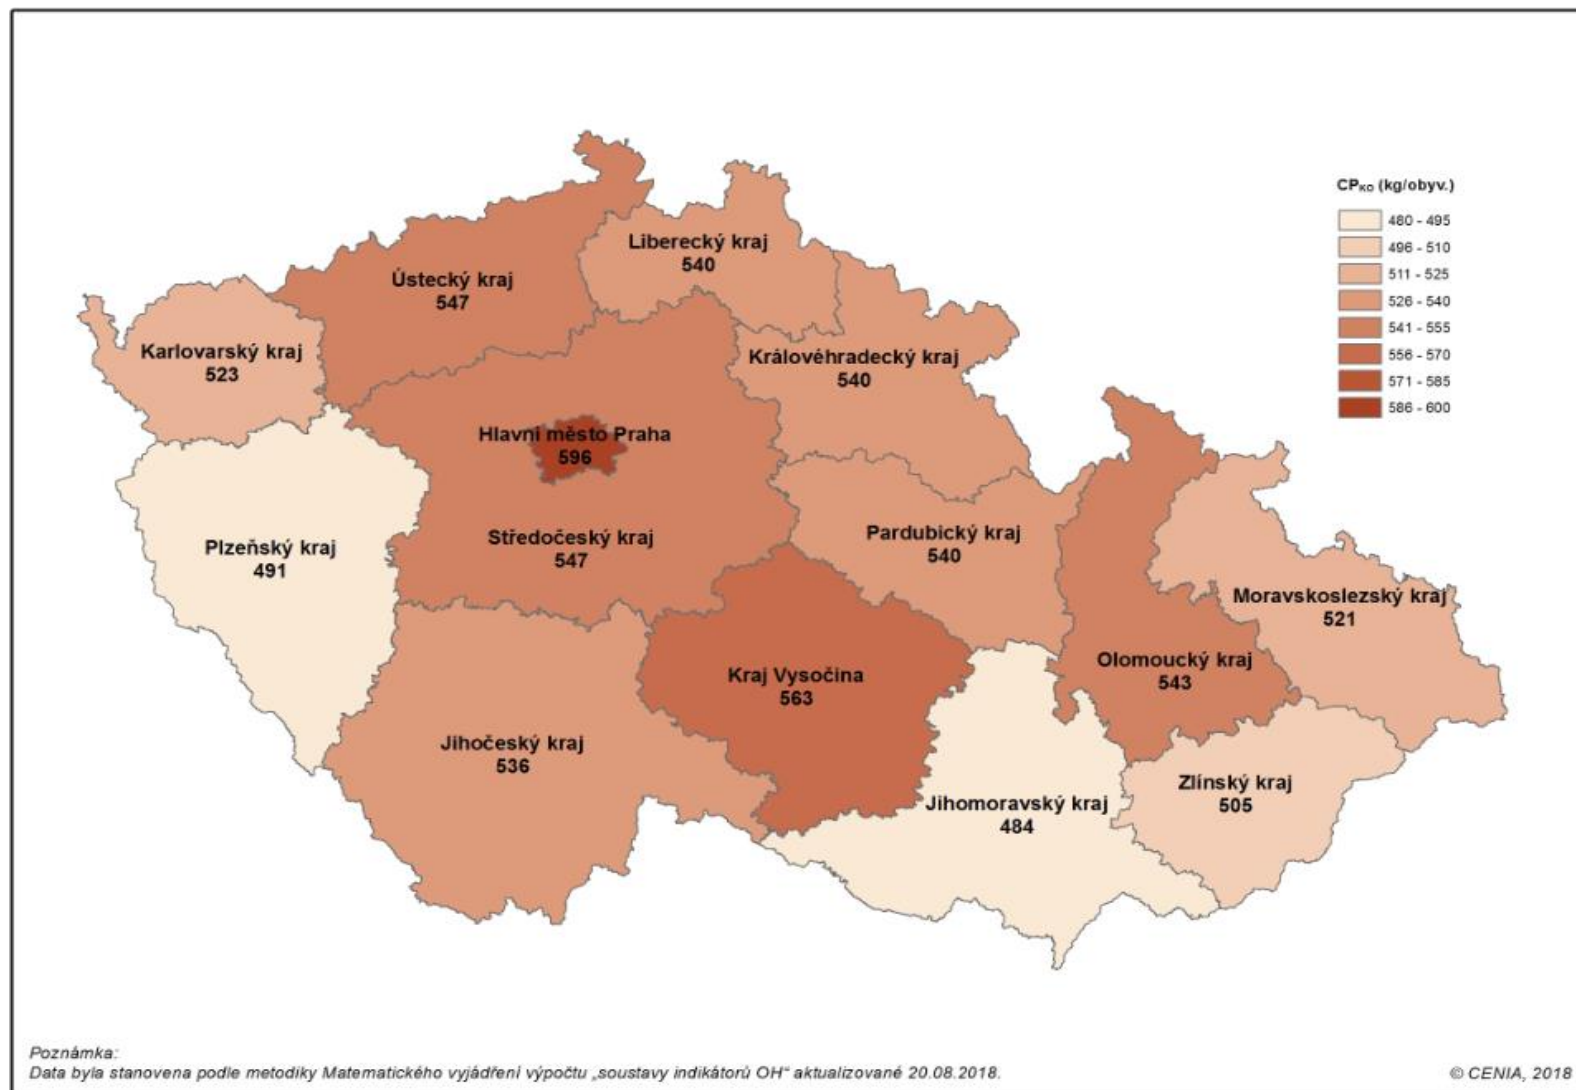 CPKO (kg/obyv.)
480 - 495
496 - 510
511 - 525
526 - 540
541 - 555
556 - 570
571 - 585
586 - 600
Liberecký kraj
540
Ústecký kraj
547
Karlovarský kraj
523
Královéhradecký kraj
540
Hlavní město Praha
596
Plzeňský kraj
491
Středočeský kraj
547
Pardubický kraj
540
Moravskoslezský kraj
521
Olomoucký kraj
543
Kraj Vysočina
563
Jihočeský kraj
536
Zlínský kraj
505
Jihomoravský kraj
484
Poznámka:
Data byla stanovena podle metodiky Matematického vyjádření výpočtu „soustavy indikátorů OH“ aktualizované 20.08.2018.
© CENIA, 2018